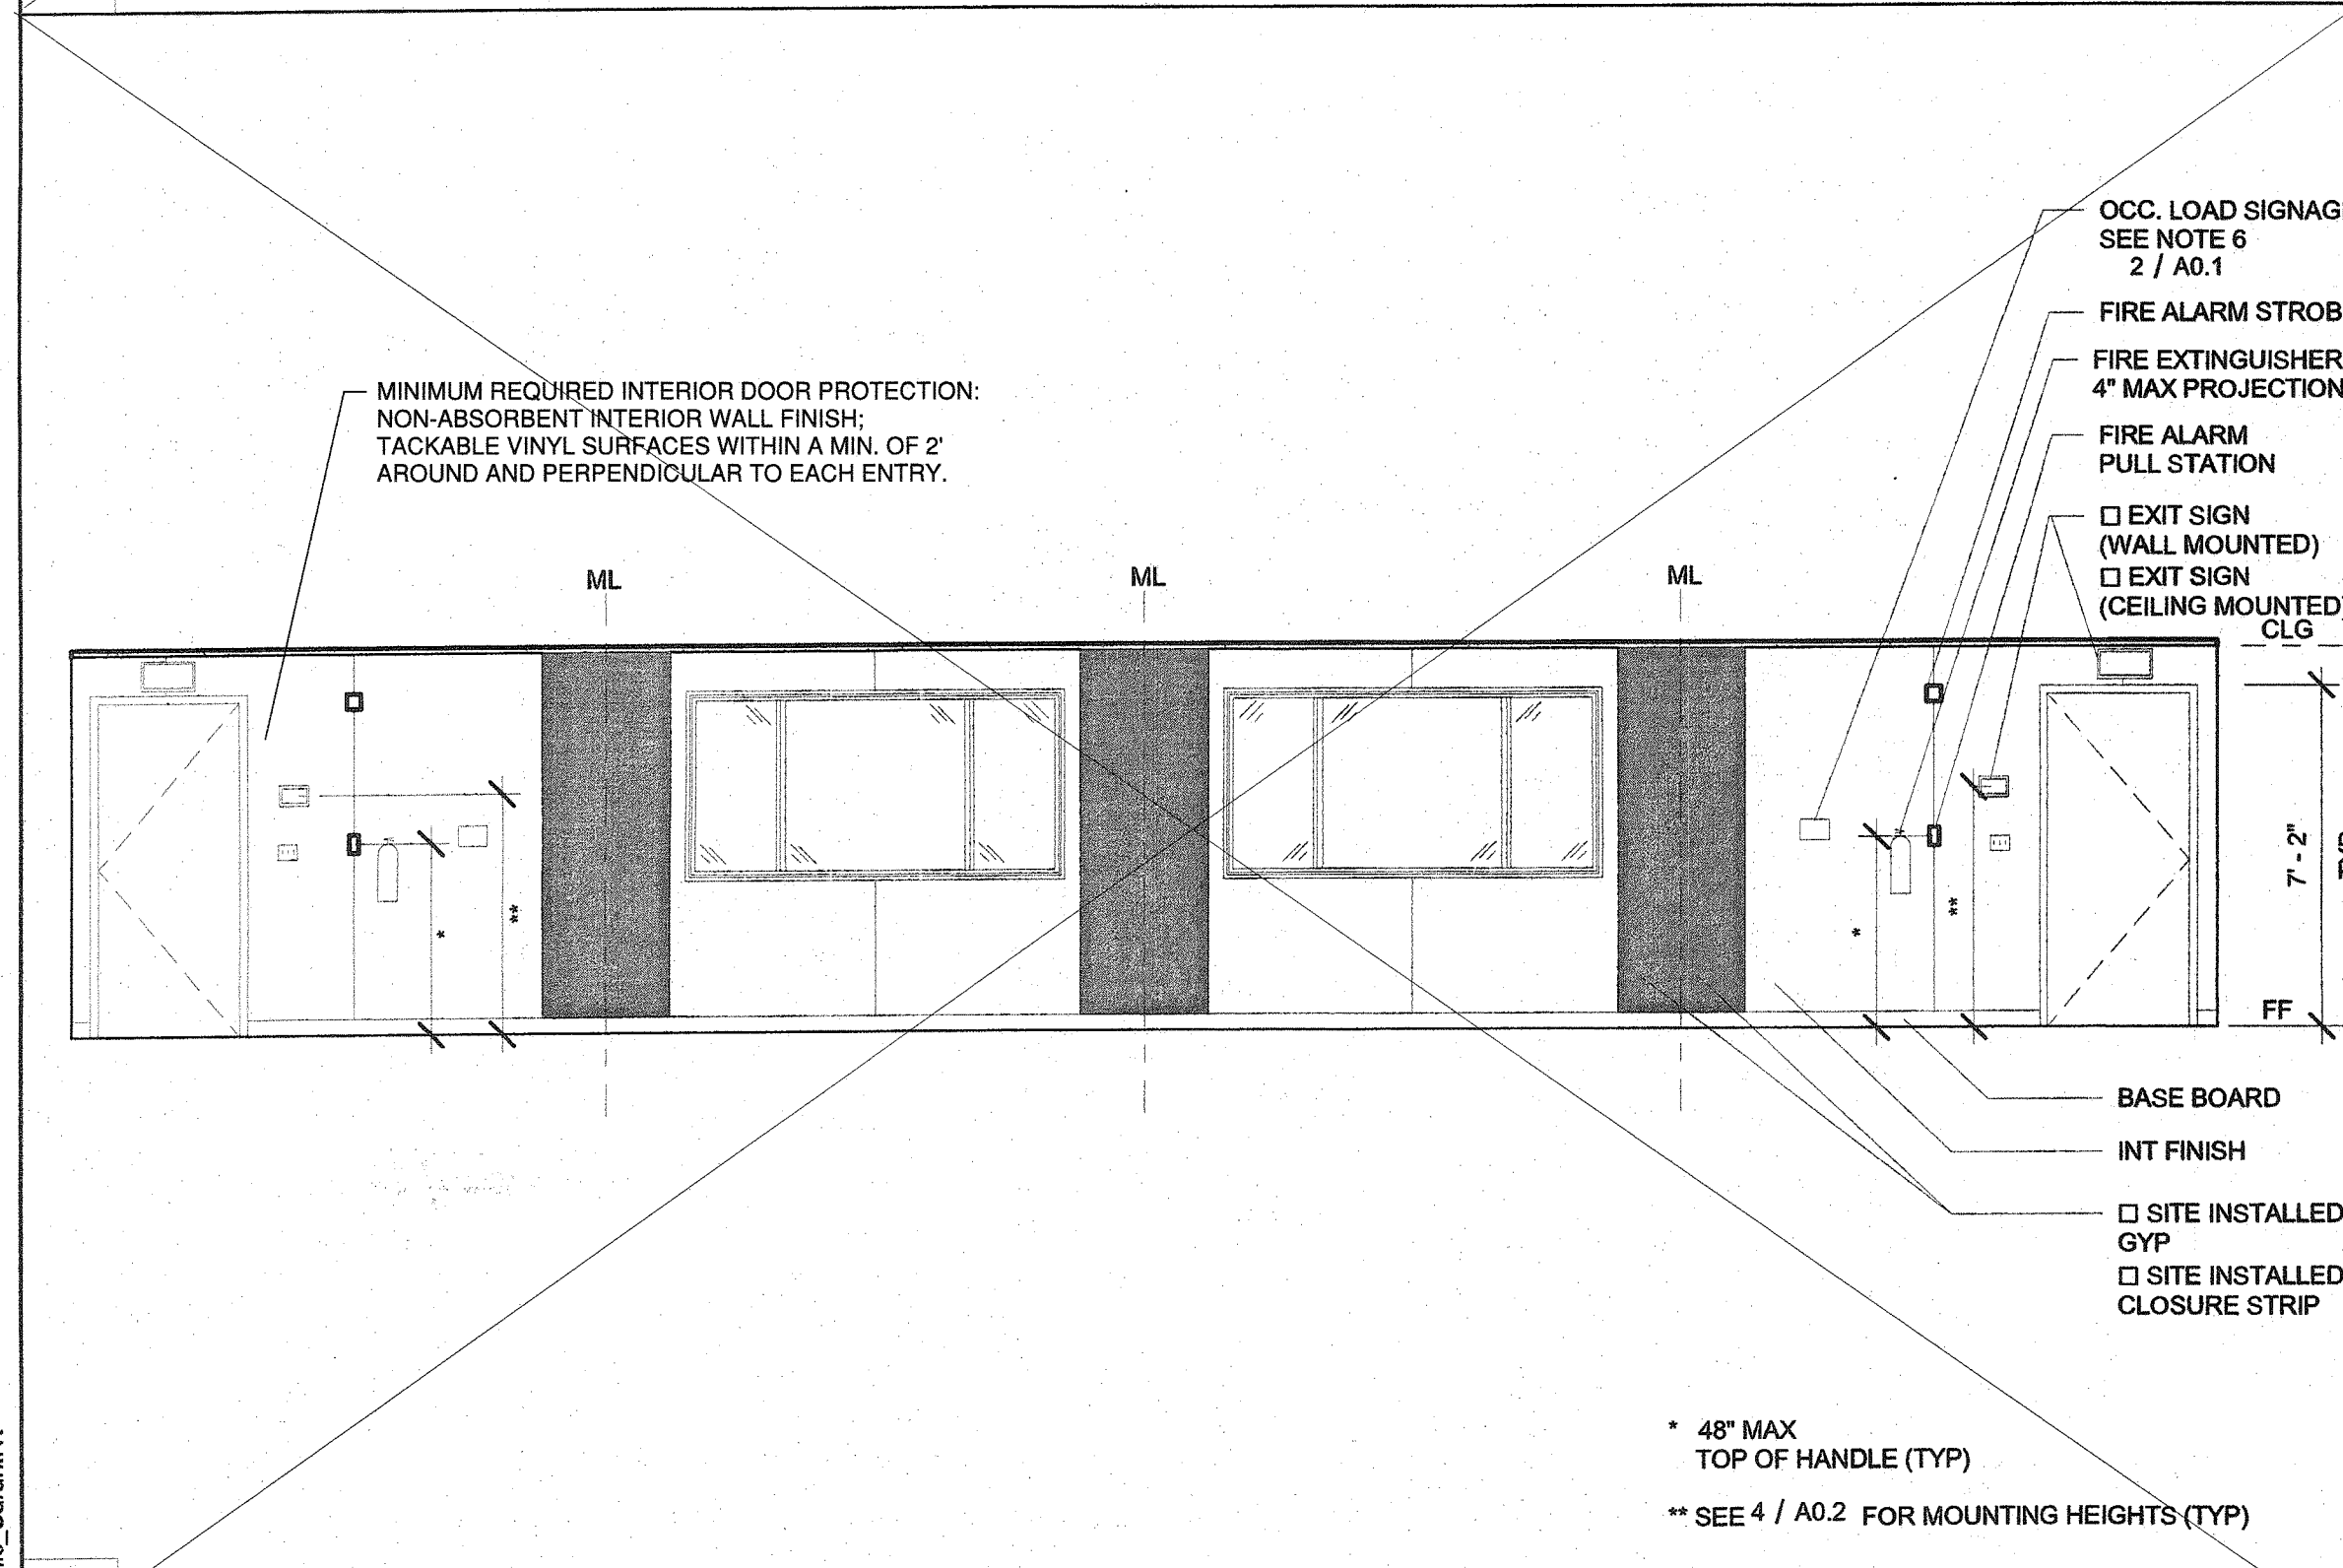 OCC. LOAD SIGNAG
SEE NOTE 6
2 / A0.1
FIRE ALARM STROB
FIRE EXTINGUISHER
4" MAX PROJECTION
FIRE ALARM
PULL STATION
☐ EXIT SIGN
(WALL MOUNTED)
☐ EXIT SIGN
(CEILING MOUNTED)
CLG
MINIMUM REQUIRED INTERIOR DOOR PROTECTION:
NON-ABSORBENT INTERIOR WALL FINISH;
TACKABLE VINYL SURFACES WITHIN A MIN. OF 2'
AROUND AND PERPENDICULAR TO EACH ENTRY.
ML
ML
ML
*
**
*
**
7' - 2"
FF
BASE BOARD
INT FINISH
☐ SITE INSTALLED
GYP
☐ SITE INSTALLED
CLOSURE STRIP
* 48" MAX
TOP OF HANDLE (TYP)
** SEE 4 / A0.2 FOR MOUNTING HEIGHTS (TYP)